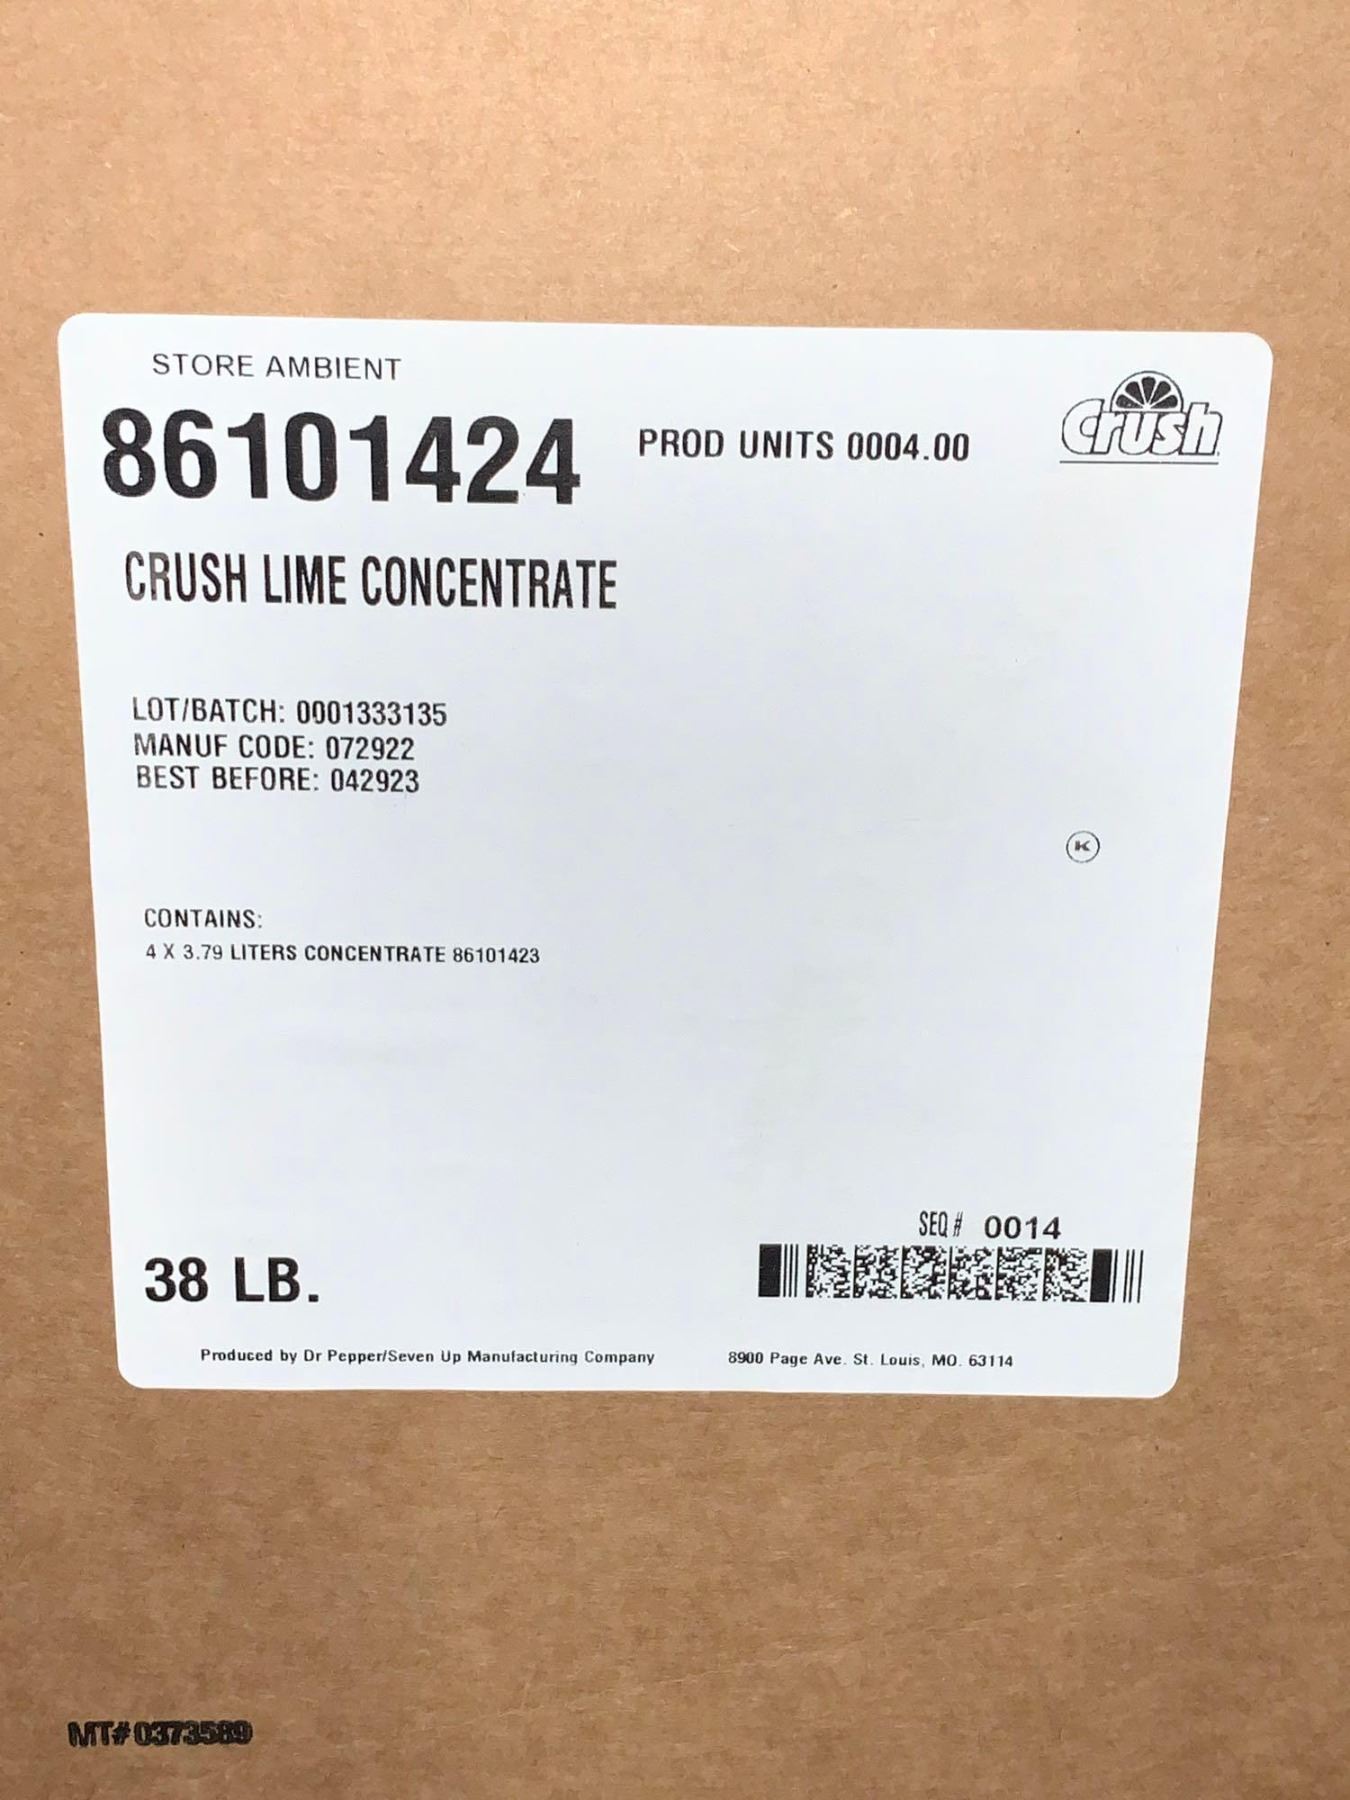 STORE AMBIENT
86101424 PROD UNITS 0004.00
Crush
CRUSH LIME CONCENTRATE
LOT/BATCH: 0001333135
MANUF CODE: 072922
BEST BEFORE: 042923
K
CONTAINS:
4 X 3.79 LITERS CONCENTRATE 86101423
SEQ # 0014
38 LB.
Produced by Dr Pepper/Seven Up Manufacturing Company 8900 Page Ave. St. Louis, MO. 63114
MT# 0373589